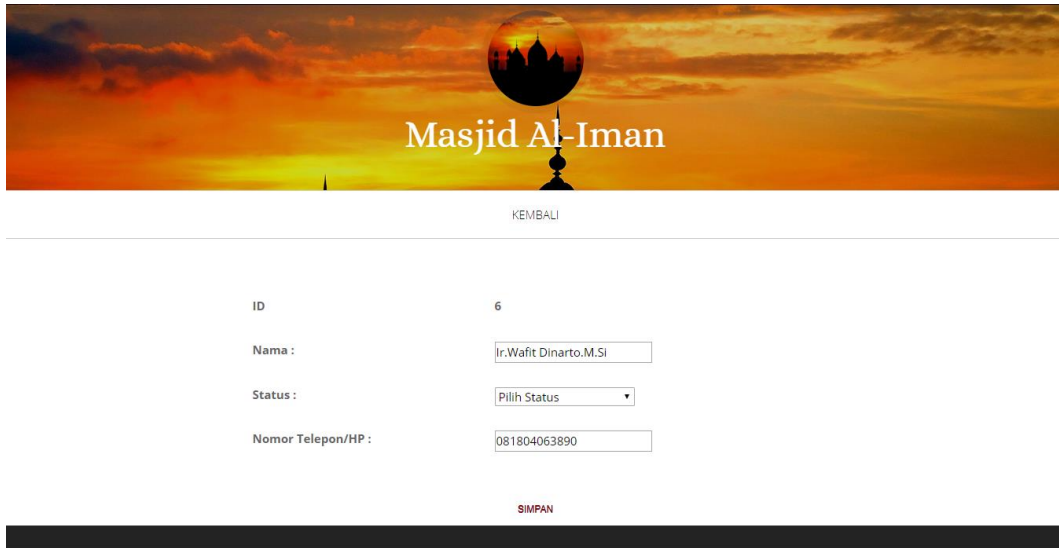 Masjid Al-Iman
KEMBALI
ID 6
Nama : Ir.Wafit Dinarto.M.Si
Status : Pilih Status
Nomor Telepon/HP : 081804063890
SIMPAN